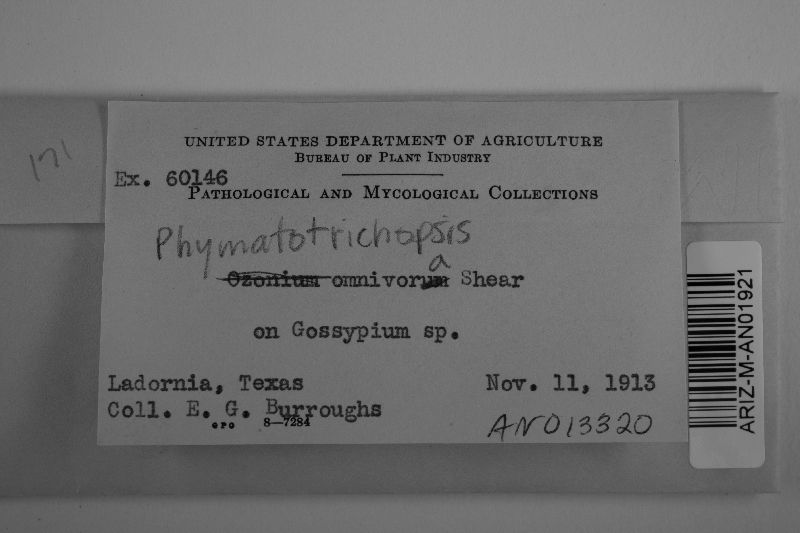 171
UNITED STATES DEPARTMENT OF AGRICULTURE
BUREAU OF PLANT INDUSTRY
Ex. 60146
PATHOLOGICAL AND MYCOLOGICAL COLLECTIONS
Phymatotrichopsis
a
Ozonium omnivorum Shear
on Gossypium sp.
Ladornia, Texas Nov. 11, 1913
Coll. E. G. Burroughs
GPO 8—7284
AN013320
ARIZ-M-AN01921